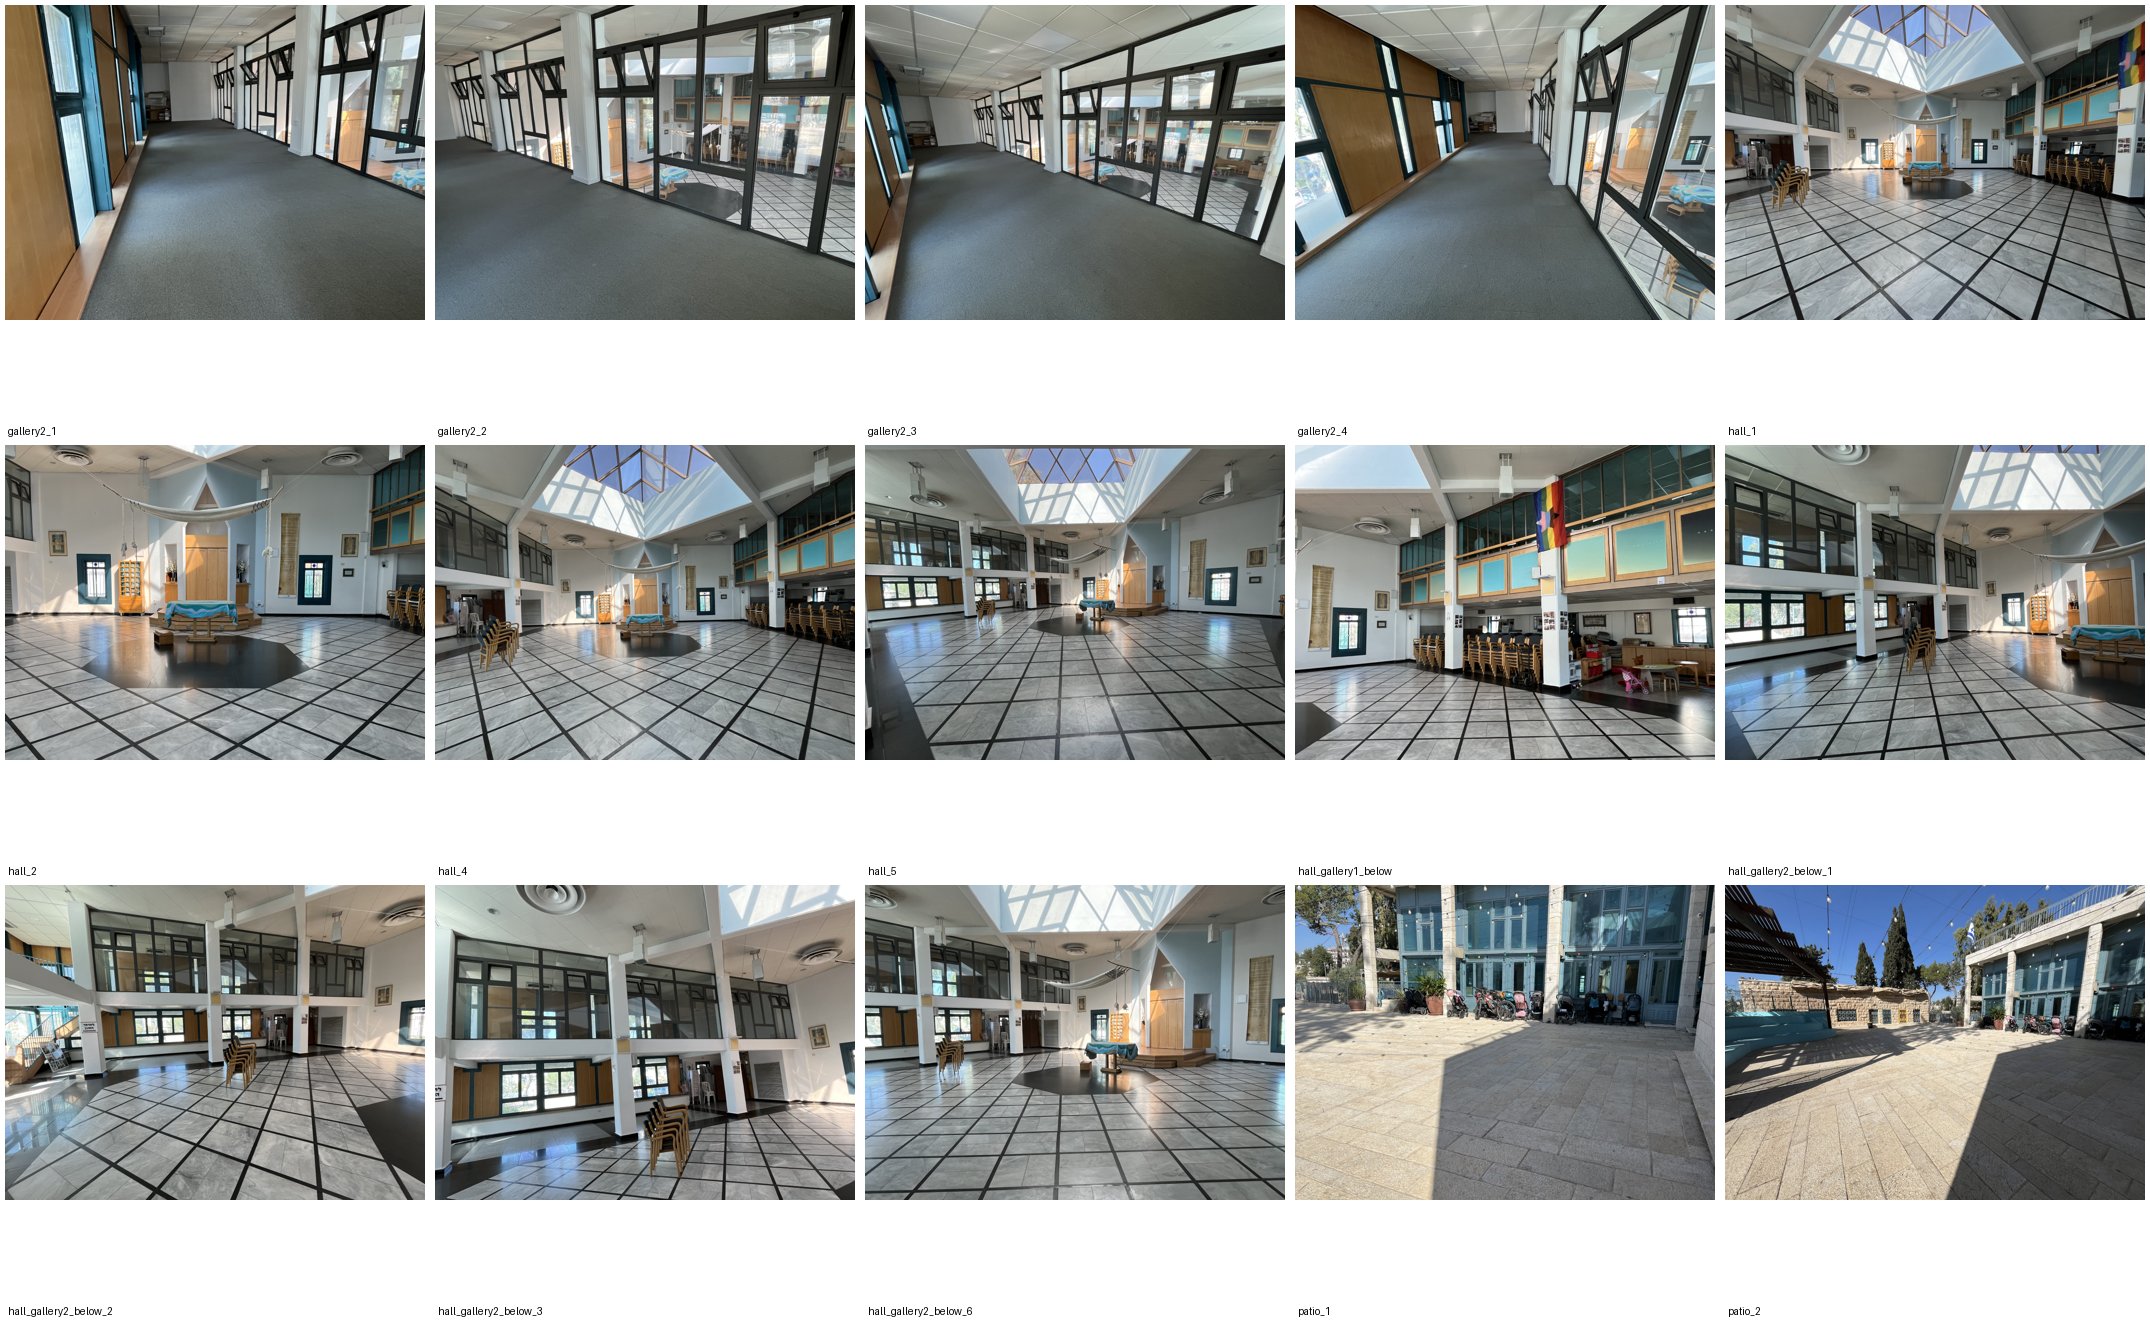 gallery2_1
gallery2_2
gallery2_3
gallery2_4
hall_1
hall_2
hall_4
hall_5
hall_gallery1_below
hall_gallery2_below_1
hall_gallery2_below_2
hall_gallery2_below_3
hall_gallery2_below_6
patio_1
patio_2